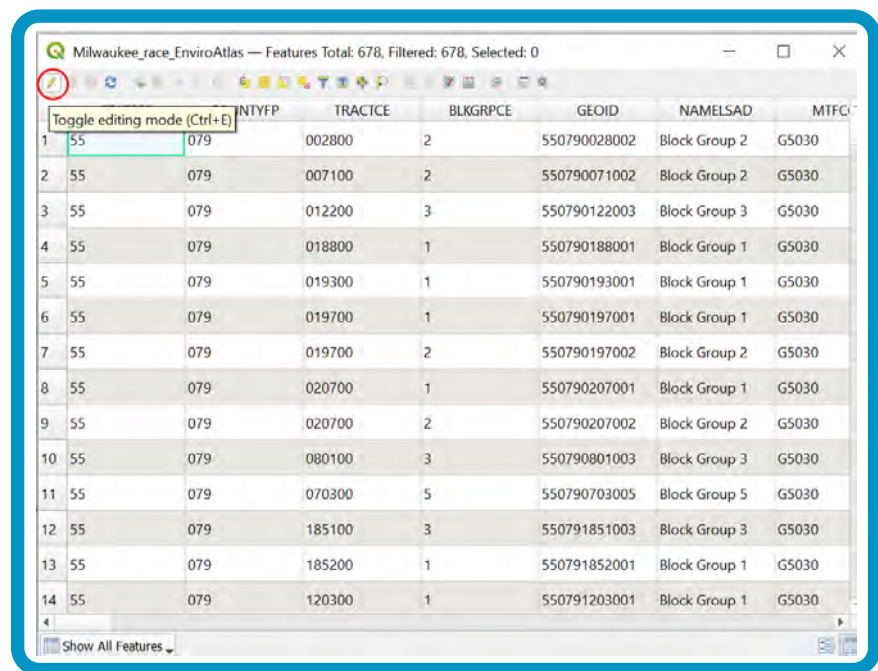 Milwaukee_race_EnviroAtlas — Features Total: 678, Filtered: 678, Selected: 0
Toggle editing mode (Ctrl+E)
NTYFP TRACTCE BLKGRPCE GEOID NAMELSAD MTFC
1 55 079 002800 2 550790028002 Block Group 2 G5030
2 55 079 007100 2 550790071002 Block Group 2 G5030
3 55 079 012200 3 550790122003 Block Group 3 G5030
4 55 079 018800 1 550790188001 Block Group 1 G5030
5 55 079 019300 1 550790193001 Block Group 1 G5030
6 55 079 019700 1 550790197001 Block Group 1 G5030
7 55 079 019700 2 550790197002 Block Group 2 G5030
8 55 079 020700 1 550790207001 Block Group 1 G5030
9 55 079 020700 2 550790207002 Block Group 2 G5030
10 55 079 080100 3 550790801003 Block Group 3 G5030
11 55 079 070300 5 550790703005 Block Group 5 G5030
12 55 079 185100 3 550791851003 Block Group 3 G5030
13 55 079 185200 1 550791852001 Block Group 1 G5030
14 55 079 120300 1 550791203001 Block Group 1 G5030
Show All Features